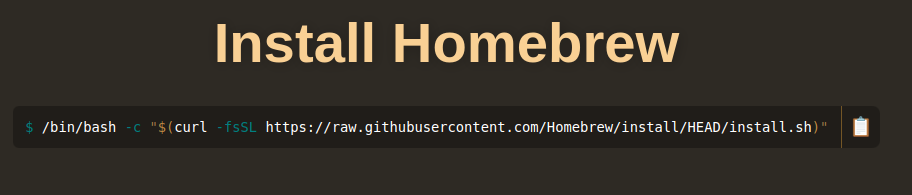 Install Homebrew
$ /bin/bash -c "$(curl -fsSL https://raw.githubusercontent.com/Homebrew/install/HEAD/install.sh)"